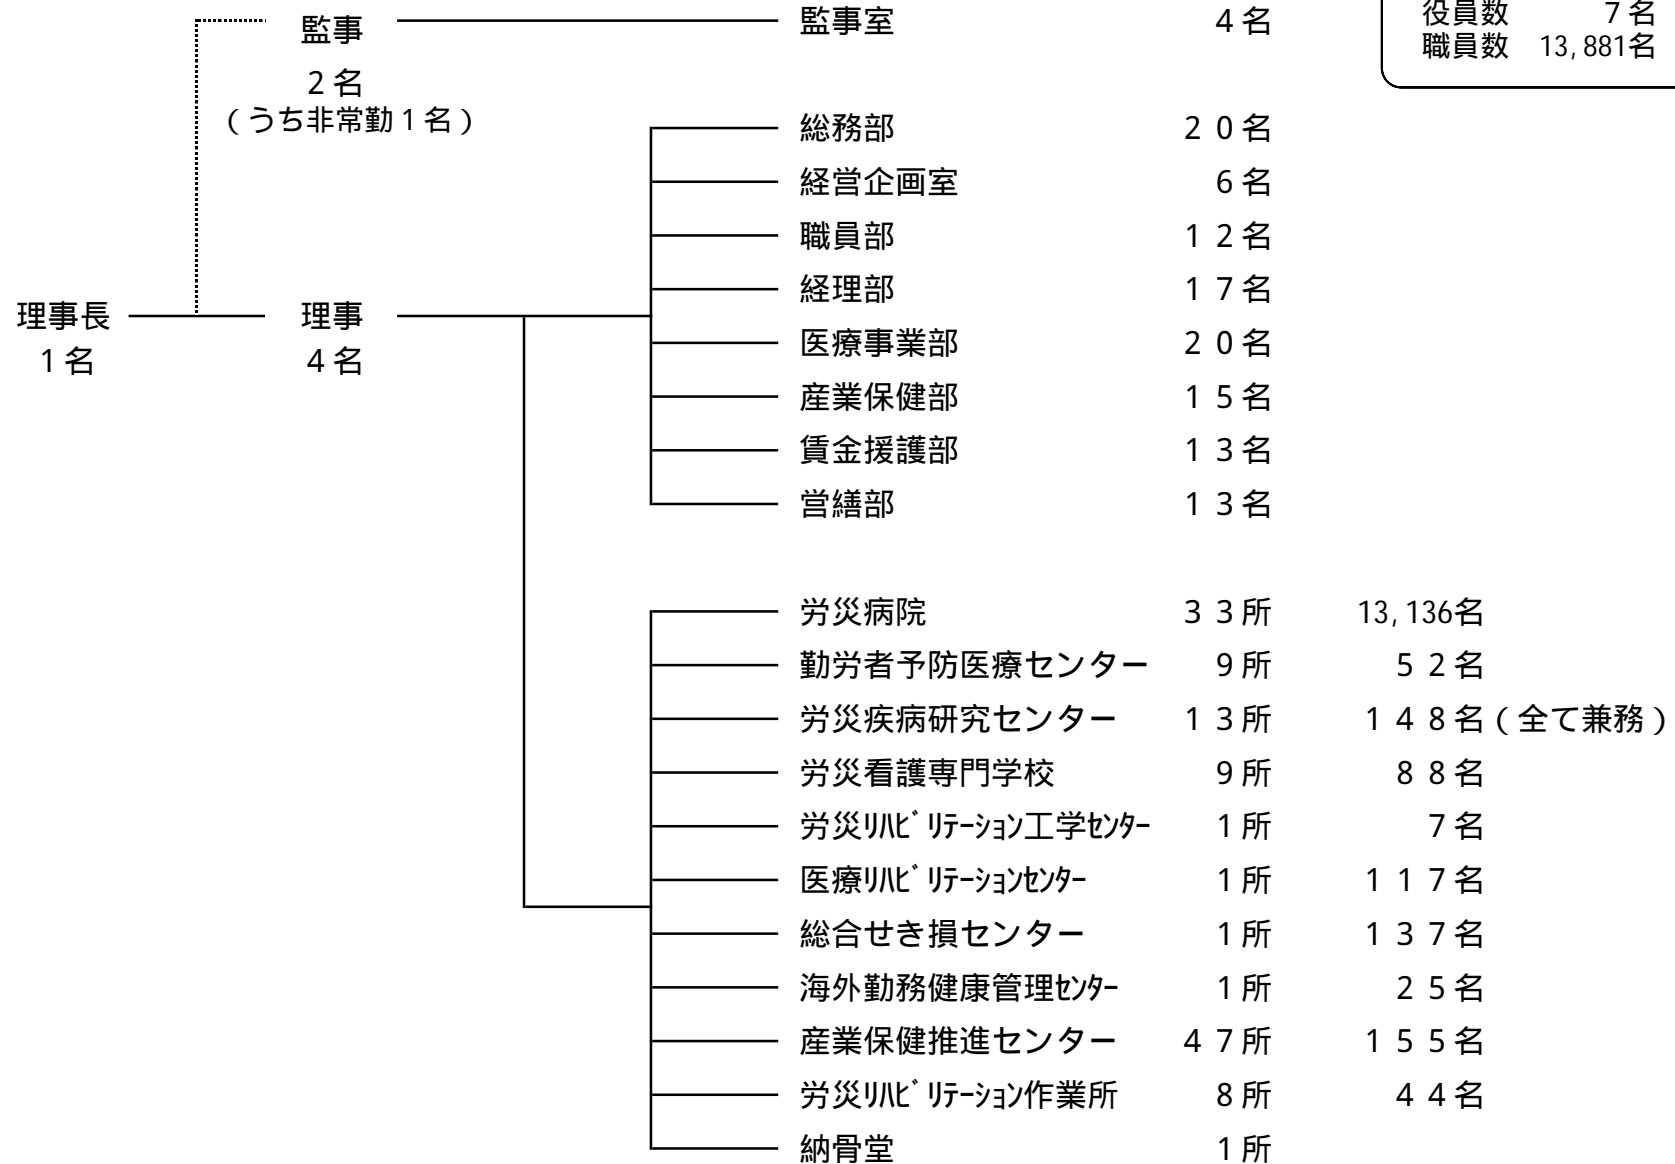 監事 監事室 4名
役員数 7名
職員数 13,881名
2名
(うち非常勤1名)
総務部 20名
経営企画室 6名
職員部 12名
経理部 17名
理事長 理事
1名 4名
医療事業部 20名
産業保健部 15名
賃金援護部 13名
営繕部 13名
労災病院 33所 13,136名
勤労者予防医療センター 9所 52名
労災疾病研究センター 13所 148名(全て兼務)
労災看護専門学校 9所 88名
労災ﾘﾊﾋﾞﾘﾃｰｼｮﾝ工学ｾﾝﾀｰ 1所 7名
医療ﾘﾊﾋﾞﾘﾃｰｼｮﾝｾﾝﾀｰ 1所 117名
総合せき損センター 1所 137名
海外勤務健康管理ｾﾝﾀｰ 1所 25名
産業保健推進センター 47所 155名
労災ﾘﾊﾋﾞﾘﾃｰｼｮﾝ作業所 8所 44名
納骨堂 1所